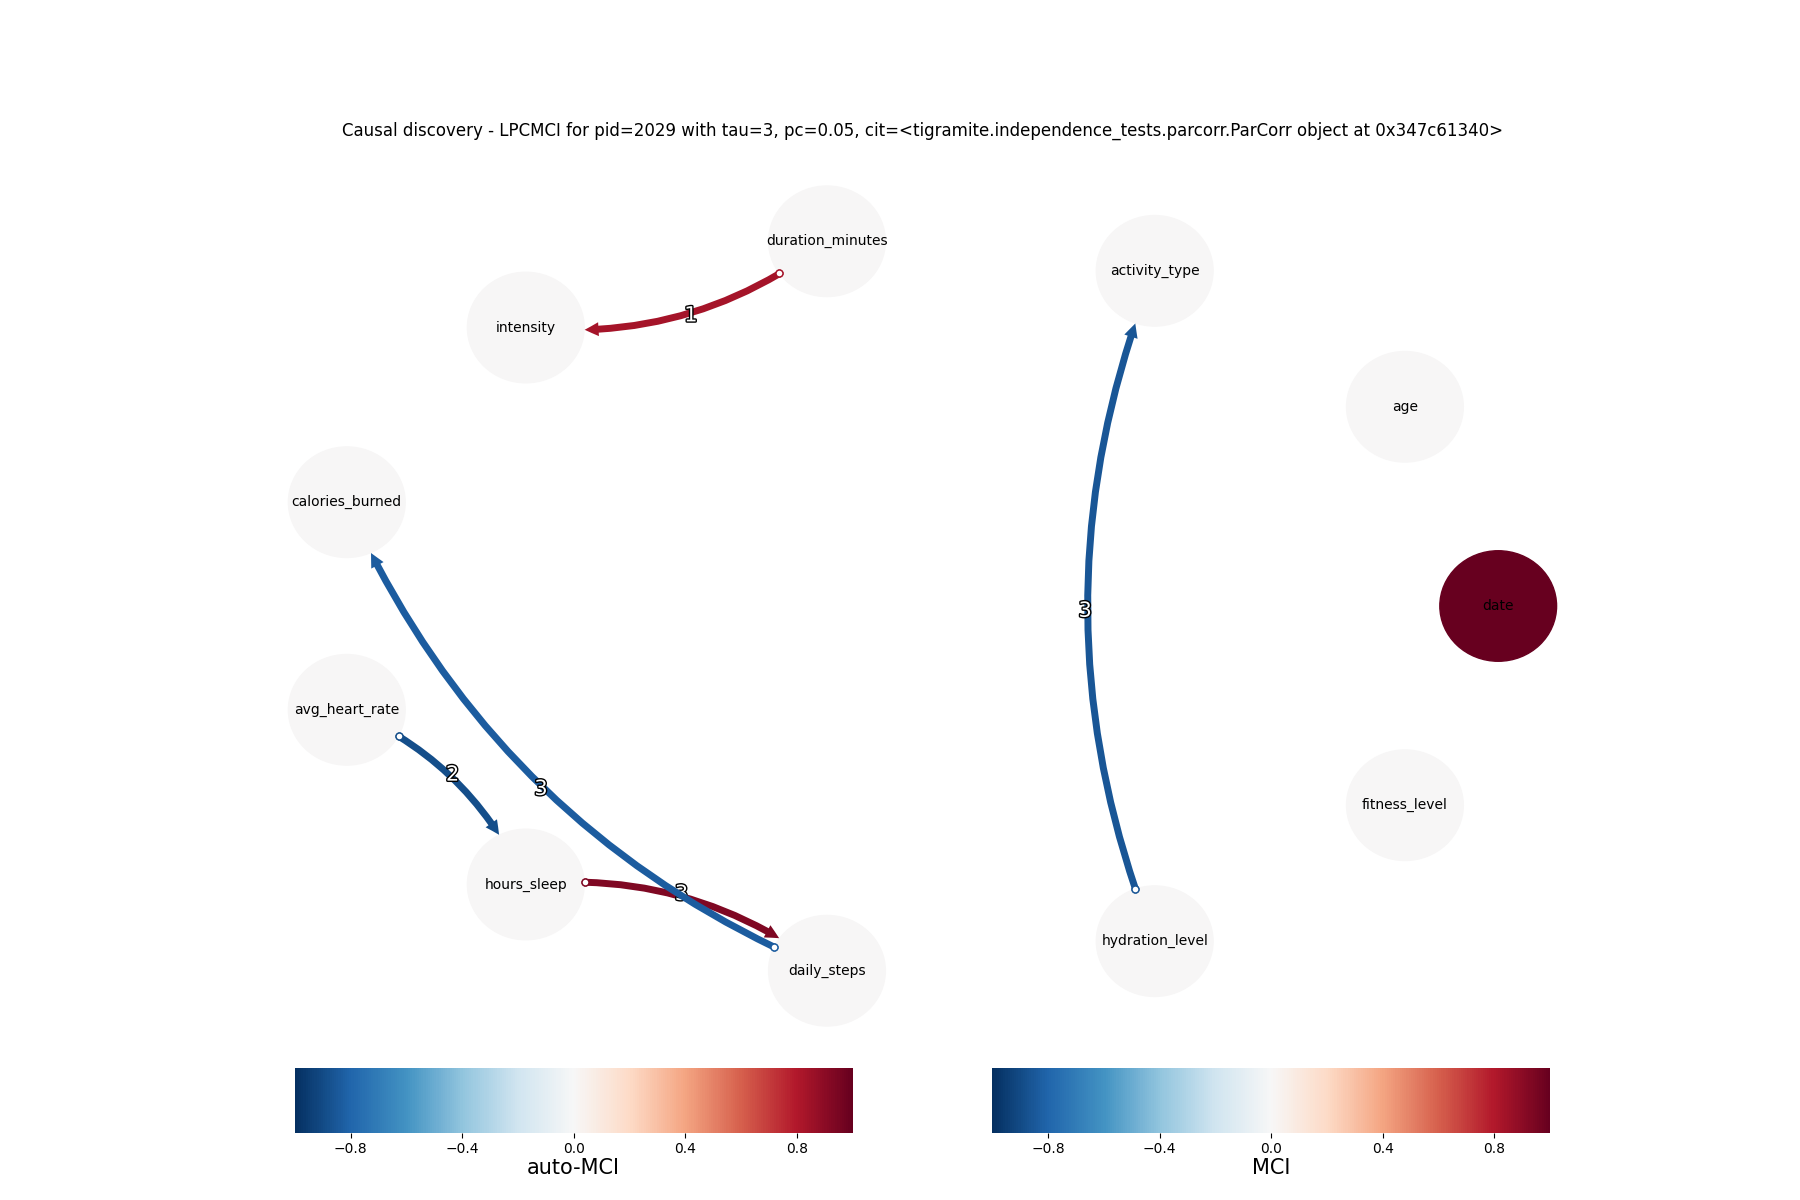 Causal discovery - LPCMCI for pid=2029 with tau=3, pc=0.05, cit=<tigramite.independence_tests.parcorr.ParCorr object at 0x347c61340>
duration_minutes
activity_type
intensity
1
age
calories_burned
date
3
avg_heart_rate
2
3
fitness_level
hours_sleep
3
hydration_level
daily_steps
−0.8 −0.4 0.0 0.4 0.8
auto-MCI
−0.8 −0.4 0.0 0.4 0.8
MCI